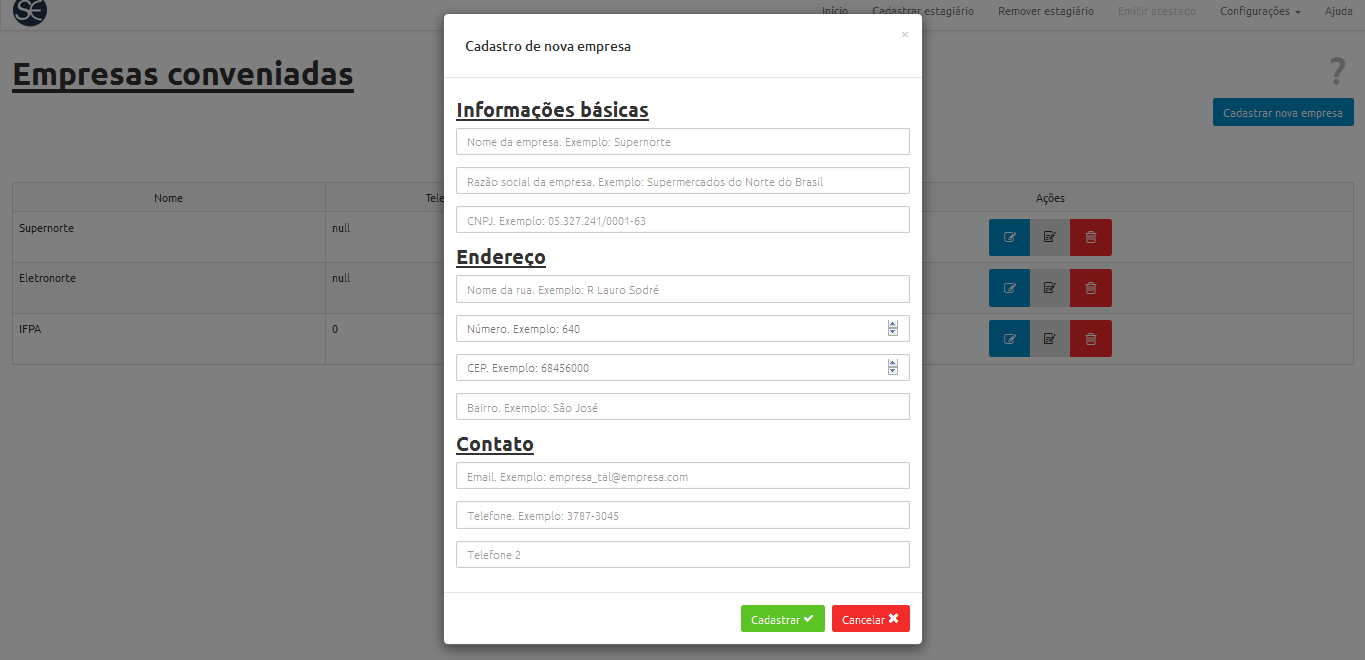 SE
Início Cadastrar estagiário Remover estagiário Emitir atestado Configurações Ajuda
Cadastro de nova empresa
×
Empresas conveniadas
?
Cadastrar nova empresa
Informações básicas
Nome da empresa. Exemplo: Supernorte
Razão social da empresa. Exemplo: Supermercados do Norte do Brasil
CNPJ. Exemplo: 05.327.241/0001-63
Endereço
Nome da rua. Exemplo: R Lauro Sodré
Número. Exemplo: 640
CEP. Exemplo: 68456000
Bairro. Exemplo: São José
Contato
Email. Exemplo: empresa_tal@empresa.com
Telefone. Exemplo: 3787-3045
Telefone 2
Cadastrar
Cancelar
Nome Tele Ações
Supernorte null
Eletronorte null
IFPA 0